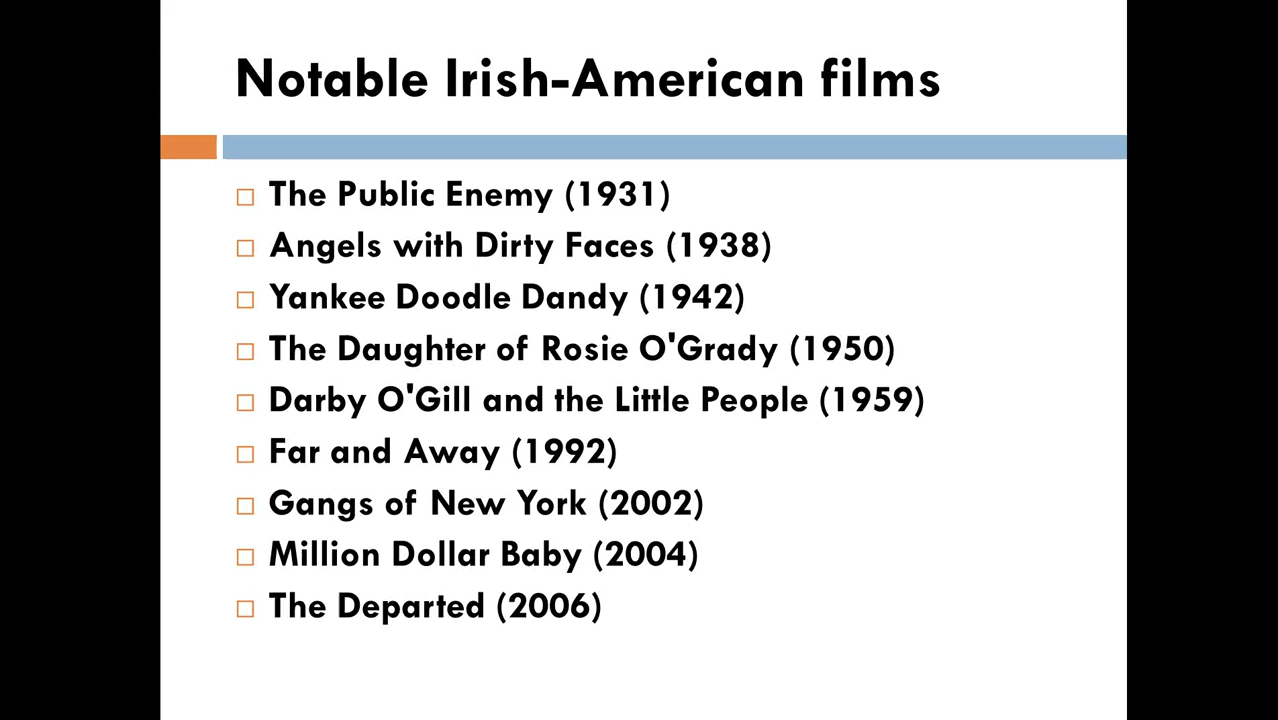 Notable Irish-American films
The Public Enemy (1931)
Angels with Dirty Faces (1938)
Yankee Doodle Dandy (1942)
The Daughter of Rosie O'Grady (1950)
Darby O'Gill and the Little People (1959)
Far and Away (1992)
Gangs of New York (2002)
Million Dollar Baby (2004)
The Departed (2006)